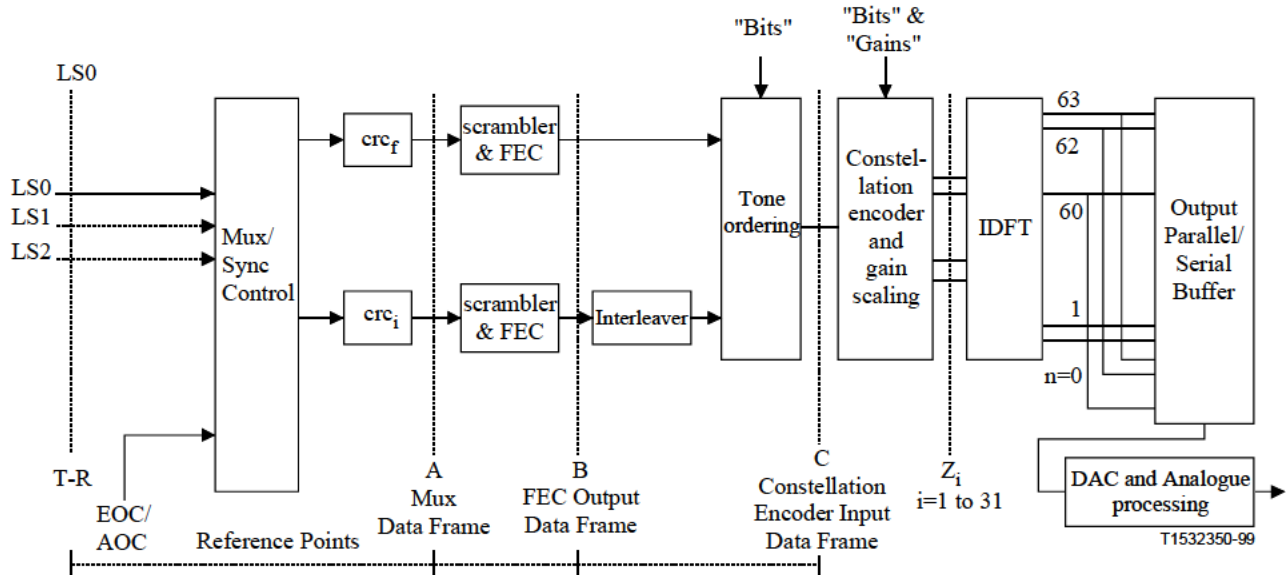 "Bits"
"Bits" &
"Gains"
LS0
LS0
LS1
LS2
Mux/
Sync
Control
crc_f
scrambler
& FEC
crc_i
scrambler
& FEC
Interleaver
Tone
ordering
Constel-
lation
encoder
and
gain
scaling
IDFT
63
62
60
1
n=0
Output
Parallel/
Serial
Buffer
T-R
EOC/
AOC
Reference Points
A
Mux
Data Frame
B
FEC Output
Data Frame
C
Constellation
Encoder Input
Data Frame
Z_i
i=1 to 31
DAC and Analogue
processing
T1532350-99